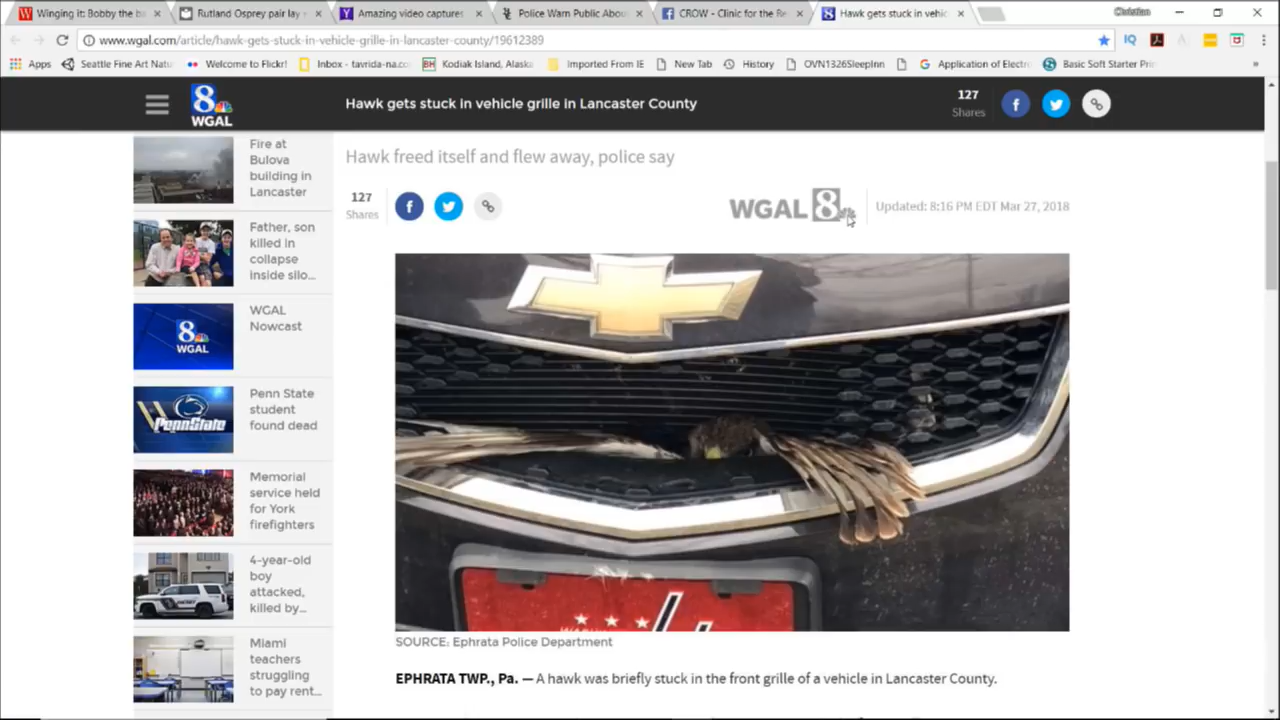 Winging it: Bobby the ba
Rutland Osprey pair lay
Amazing video captures
Police Warn Public Abou
CROW - Clinic for the Re
Hawk gets stuck in vehic
Christian
www.wgal.com/article/hawk-gets-stuck-in-vehicle-grille-in-lancaster-county/19612389
Apps
Seattle Fine Art Natu
Welcome to Flickr!
Inbox - tavrida-na.co
Kodiak Island, Alaska
Imported From IE
New Tab
History
OVN1326SleepInn
Application of Electro
Basic Soft Starter Prin
8
WGAL
Hawk gets stuck in vehicle grille in Lancaster County
127
Shares
Fire at
Bulova
building in
Lancaster
Father, son
killed in
collapse
inside silo...
8
WGAL
WGAL
Nowcast
PennState
Penn State
student
found dead
Memorial
service held
for York
firefighters
4-year-old
boy
attacked,
killed by...
Miami
teachers
struggling
to pay rent...
Hawk freed itself and flew away, police say
127
Shares
WGAL 8
Updated: 8:16 PM EDT Mar 27, 2018
SOURCE: Ephrata Police Department
EPHRATA TWP., Pa. — A hawk was briefly stuck in the front grille of a vehicle in Lancaster County.